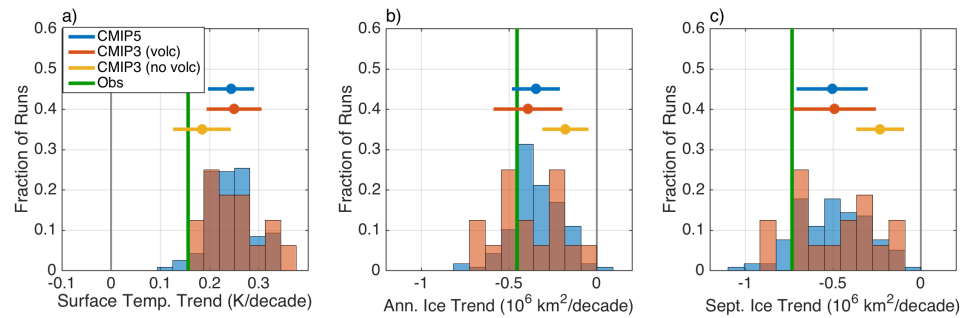 a)
0.6
0.5
0.4
0.3
0.2
0.1
0
Fraction of Runs
CMIP5
CMIP3 (volc)
CMIP3 (no volc)
Obs
-0.1 0 0.1 0.2 0.3
Surface Temp. Trend (K/decade)
b)
0.6
0.5
0.4
0.3
0.2
0.1
0
Fraction of Runs
-1 -0.5 0
Ann. Ice Trend (10⁶ km²/decade)
c)
0.6
0.5
0.4
0.3
0.2
0.1
0
Fraction of Runs
-1 -0.5 0
Sept. Ice Trend (10⁶ km²/decade)